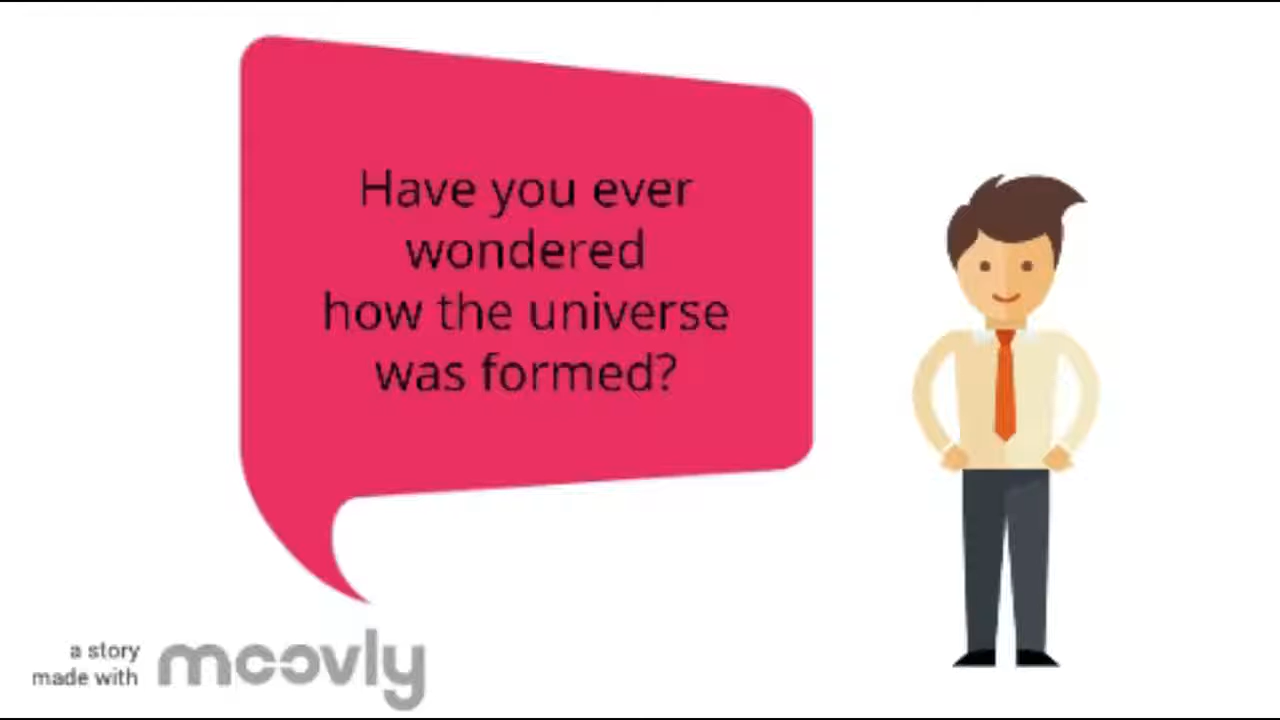 Have you ever
wondered
how the universe
was formed?
a story
made with
moovly